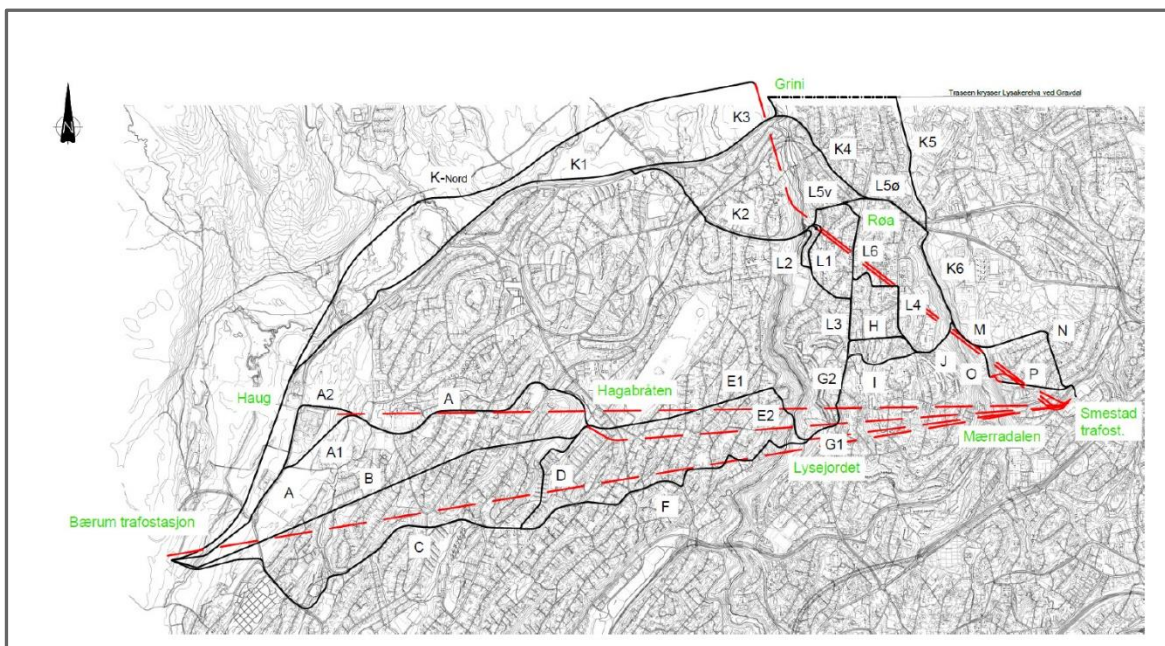 Grini
Traseen krysser Lysakerelva ved Gravdal
N
K3
K4
K5
K1
K-Nord
L5v
L5ø
K2
Røa
L2
L1
L6
K6
L4
L3
H
M
N
J
O
P
I
G2
E1
Hagabråten
Haug
A2
A
E2
Smestad
trafost.
Mærradalen
G1
Lysejordet
A1
B
D
A
F
Bærum trafostasjon
C